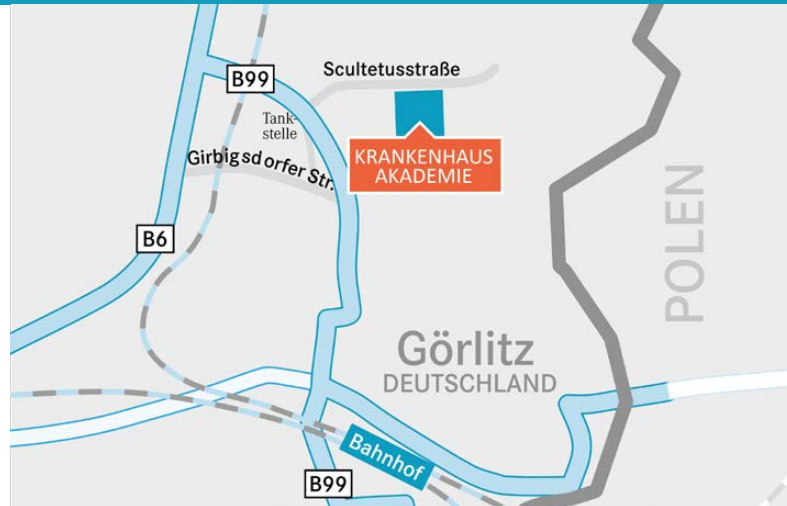 Scultetusstraße
B99
Tank-
stelle
KRANKENHAUS
AKADEMIE
Girbigsdorfer Str.
B6
POLEN
Görlitz
DEUTSCHLAND
Bahnhof
B99